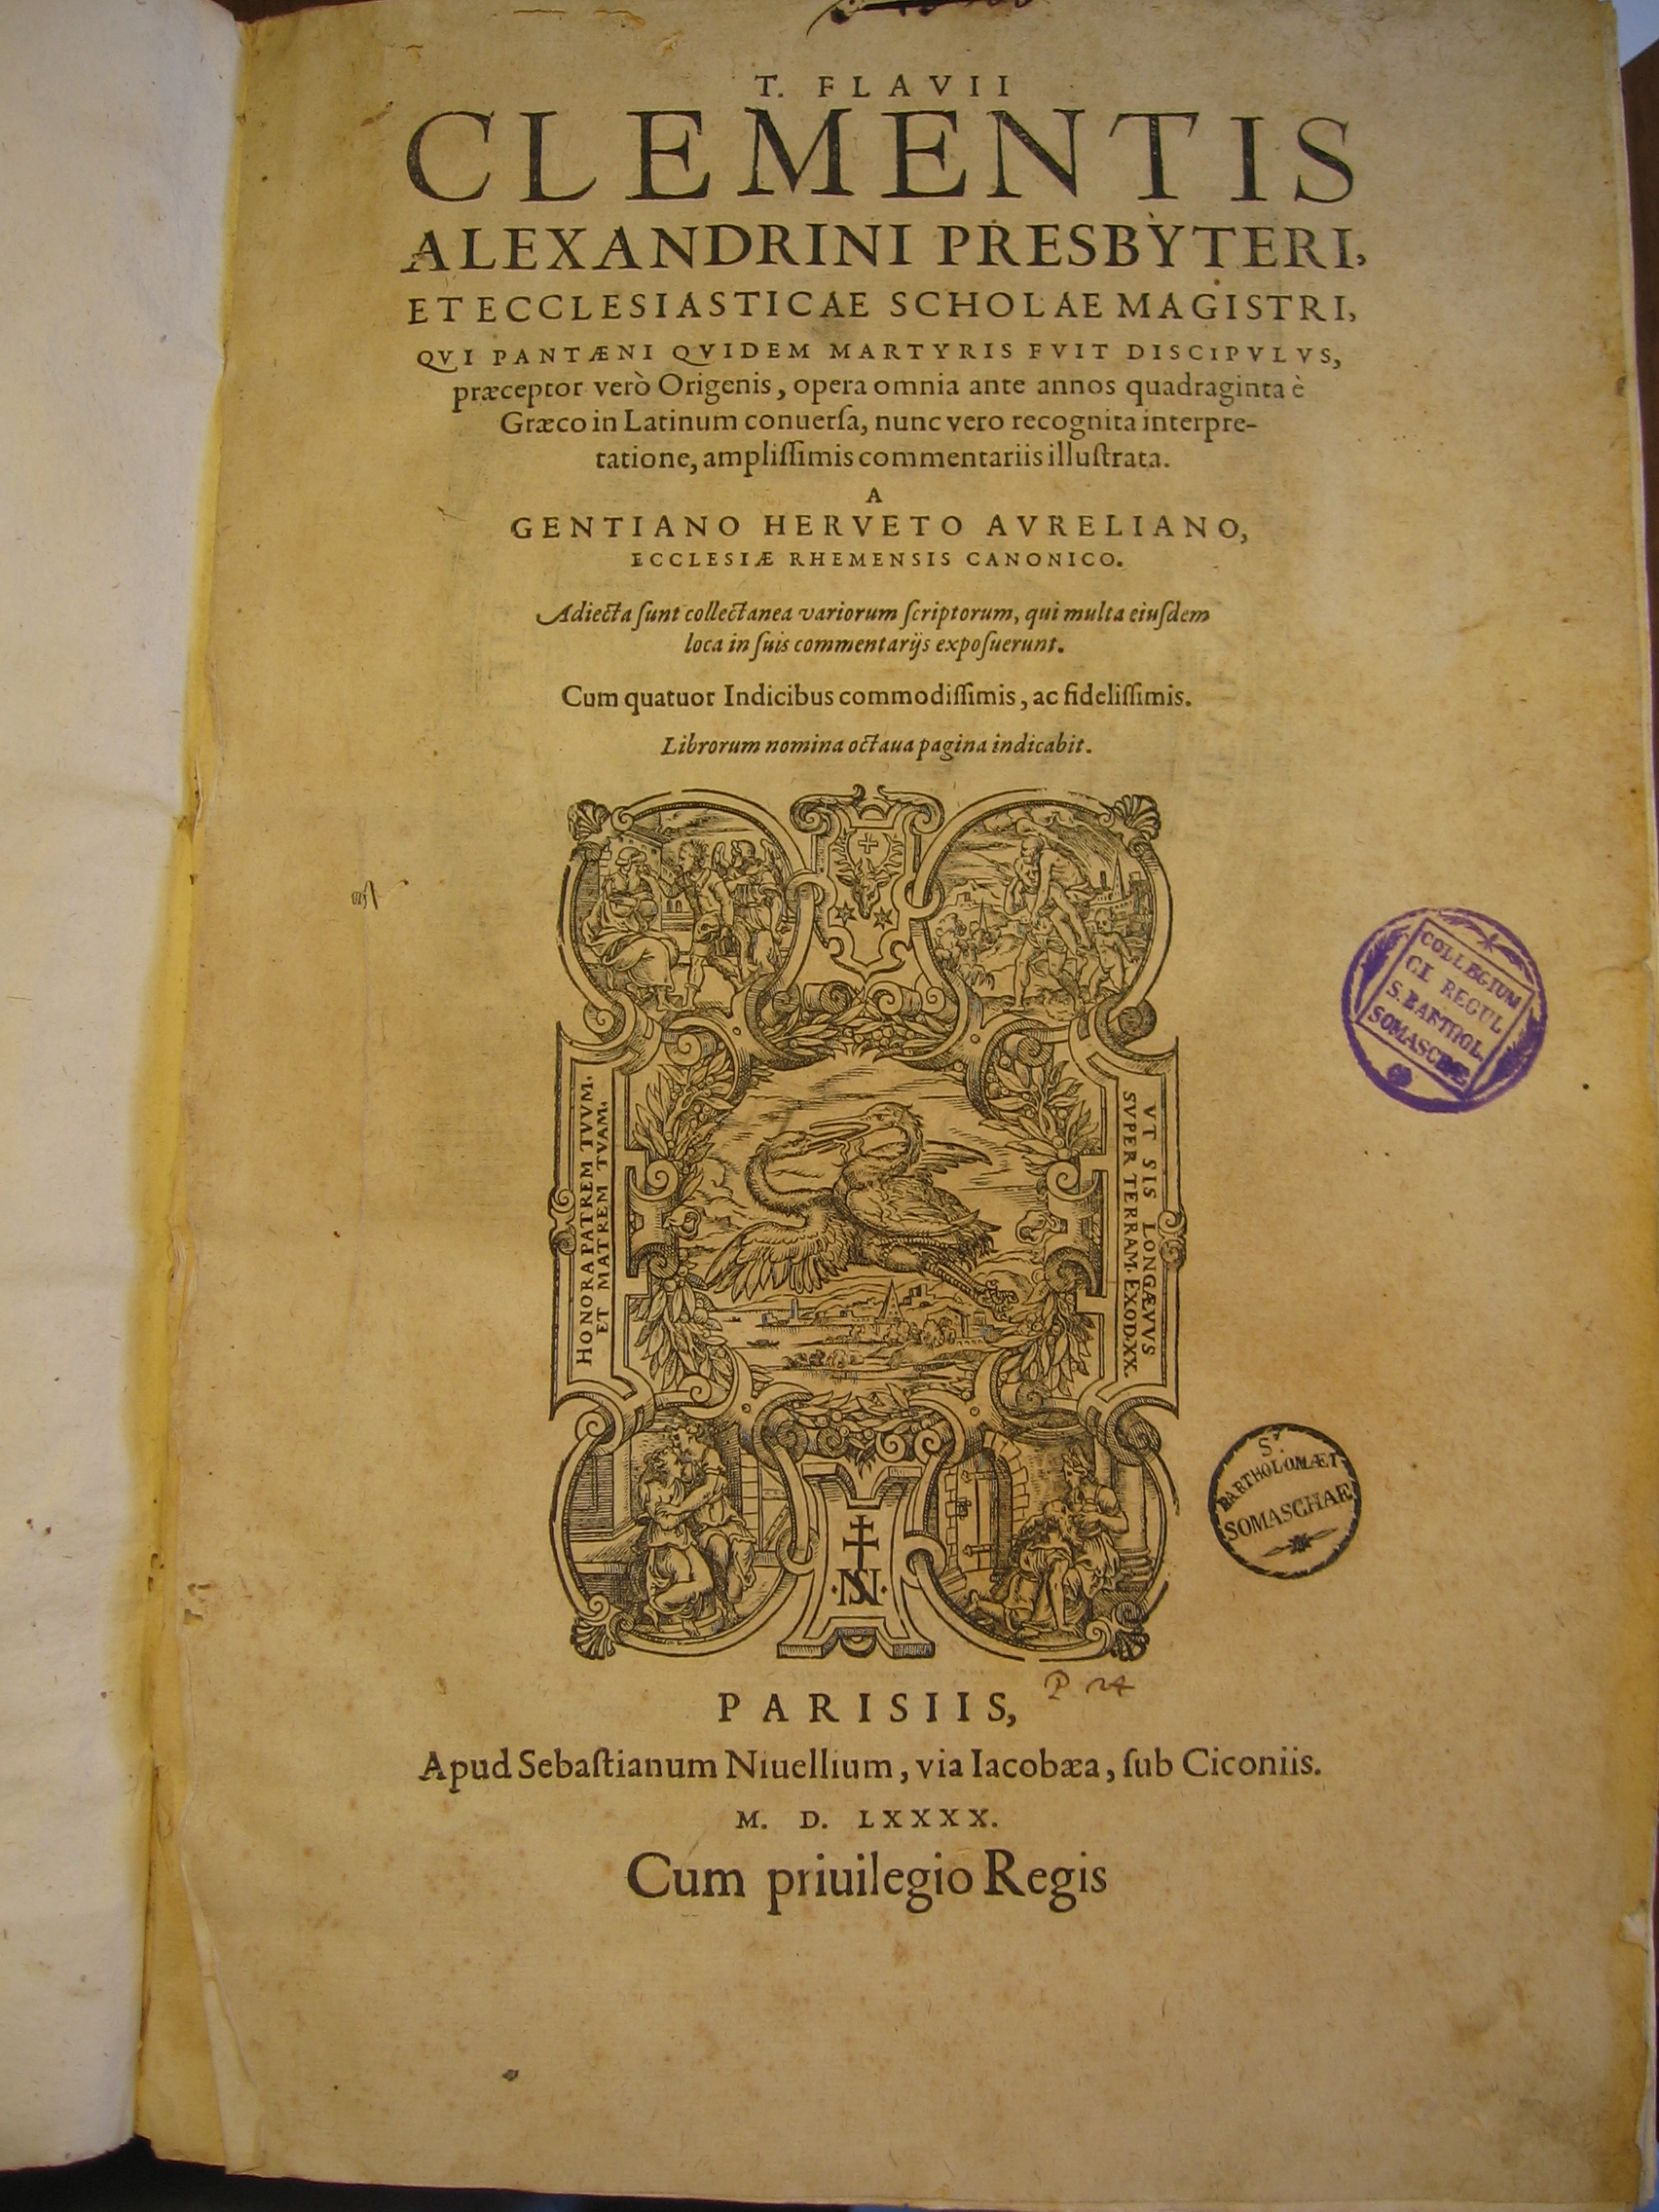 T. FLAVII
CLEMENTIS
ALEXANDRINI PRESBYTERI,
ET ECCLESIASTICAE SCHOLAE MAGISTRI,
QVI PANTÆNI QVIDEM MARTYRIS FVIT DISCIPVLVS,
præceptor verò Origenis, opera omnia ante annos quadraginta è
Græco in Latinum conuerſa, nunc vero recognita interpre-
tatione, ampliſſimis commentariis illuſtrata.
A
GENTIANO HERVETO AVRELIANO,
ECCLESIÆ RHEMENSIS CANONICO.
Adiecta ſunt collectanea variorum ſcriptorum, qui multa eiuſdem
loca in ſuis commentarijs expoſuerunt.
Cum quatuor Indicibus commodiſſimis, ac fideliſſimis.
Librorum nomina octaua pagina indicabit.
HONORA PATREM TVVM.
ET MATREM TVAM.
VT SIS LONGÆVVS
SVPER TERRAM. EXOD.XX.
COLLEGIUM
CL REGUL
S. BARTHOL.
SOMASCHAE
S.
BARTHOLOMÆI
SOMASCHAE
SN
PARISIIS,
Apud Sebaſtianum Niuellium, via Iacobæa, ſub Ciconiis.
M. D. LXXXX.
Cum priuilegio Regis